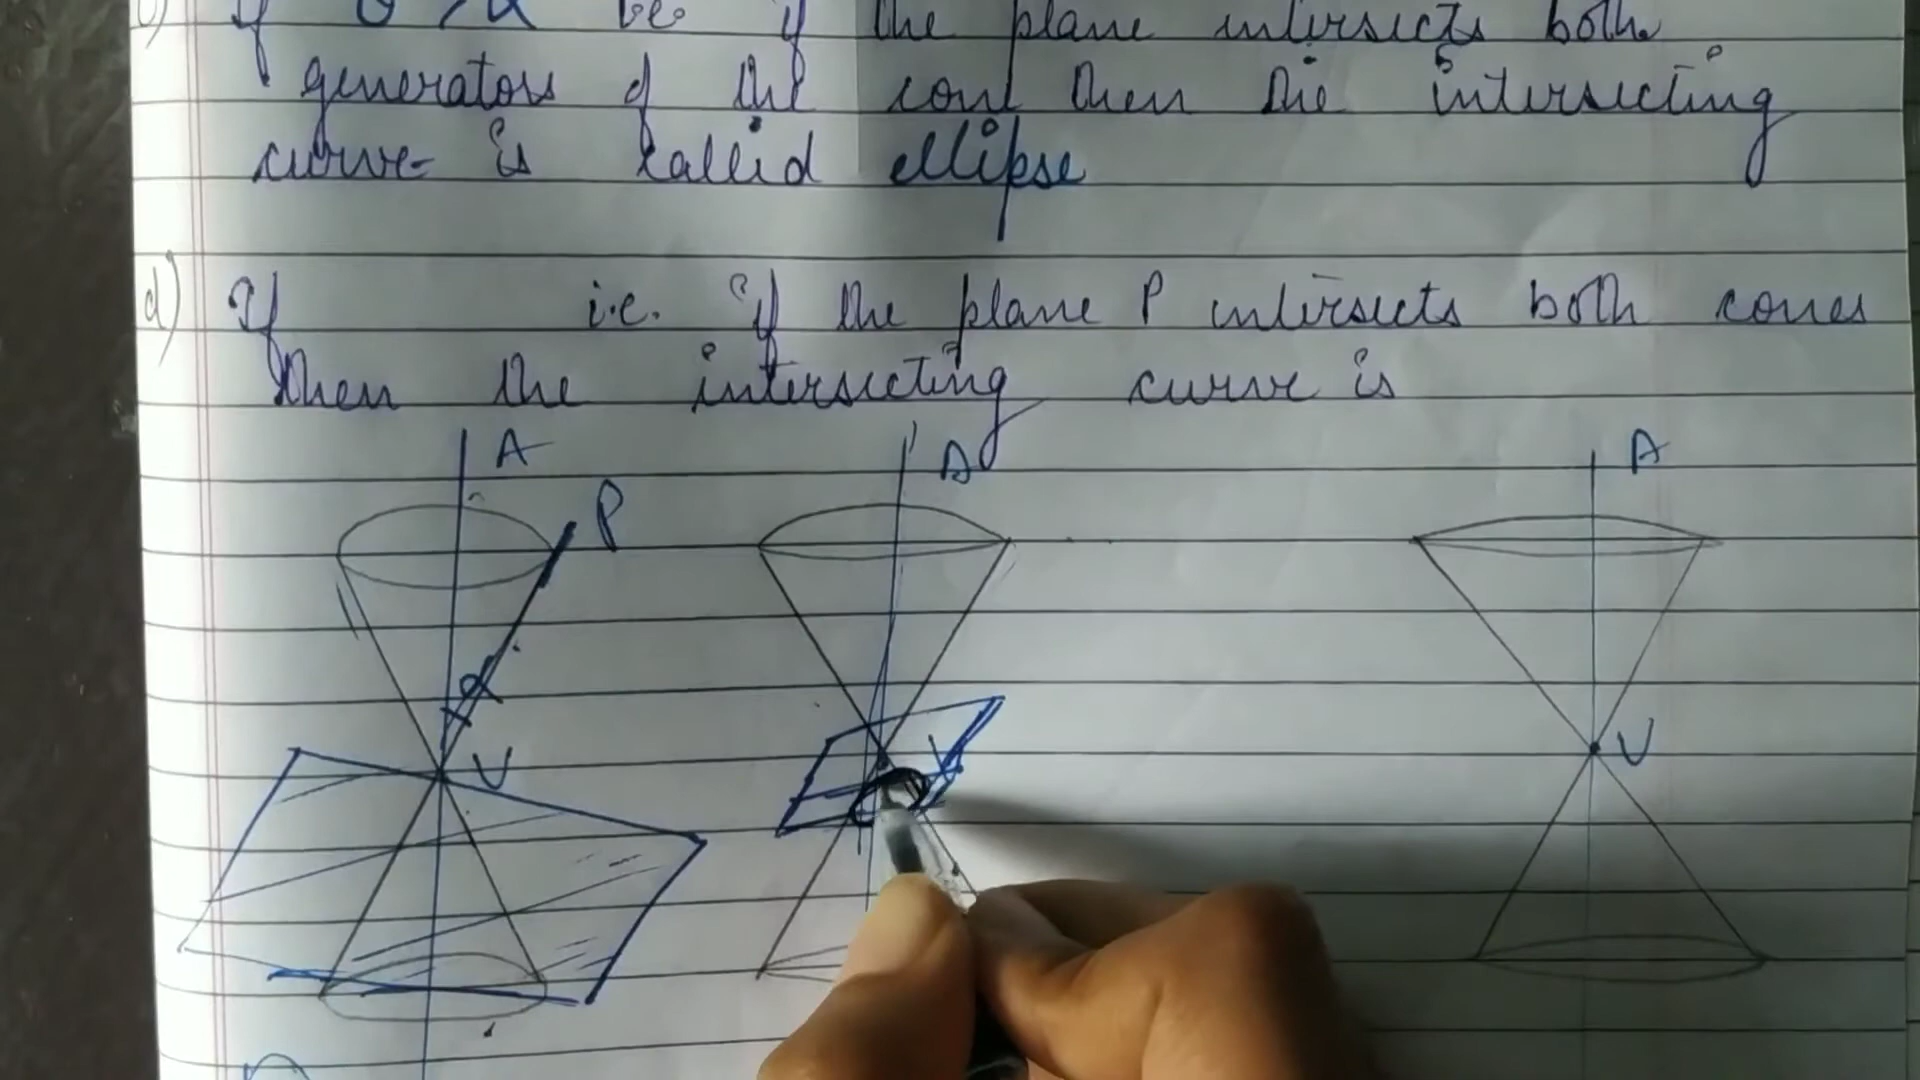 If θ > α i.e. if the plane intersects both
generators of the cone then the intersecting
curve is called ellipse
d) If i.e. if the plane P intersects both cones
then the intersecting curve is
A A A
P
α
V V V